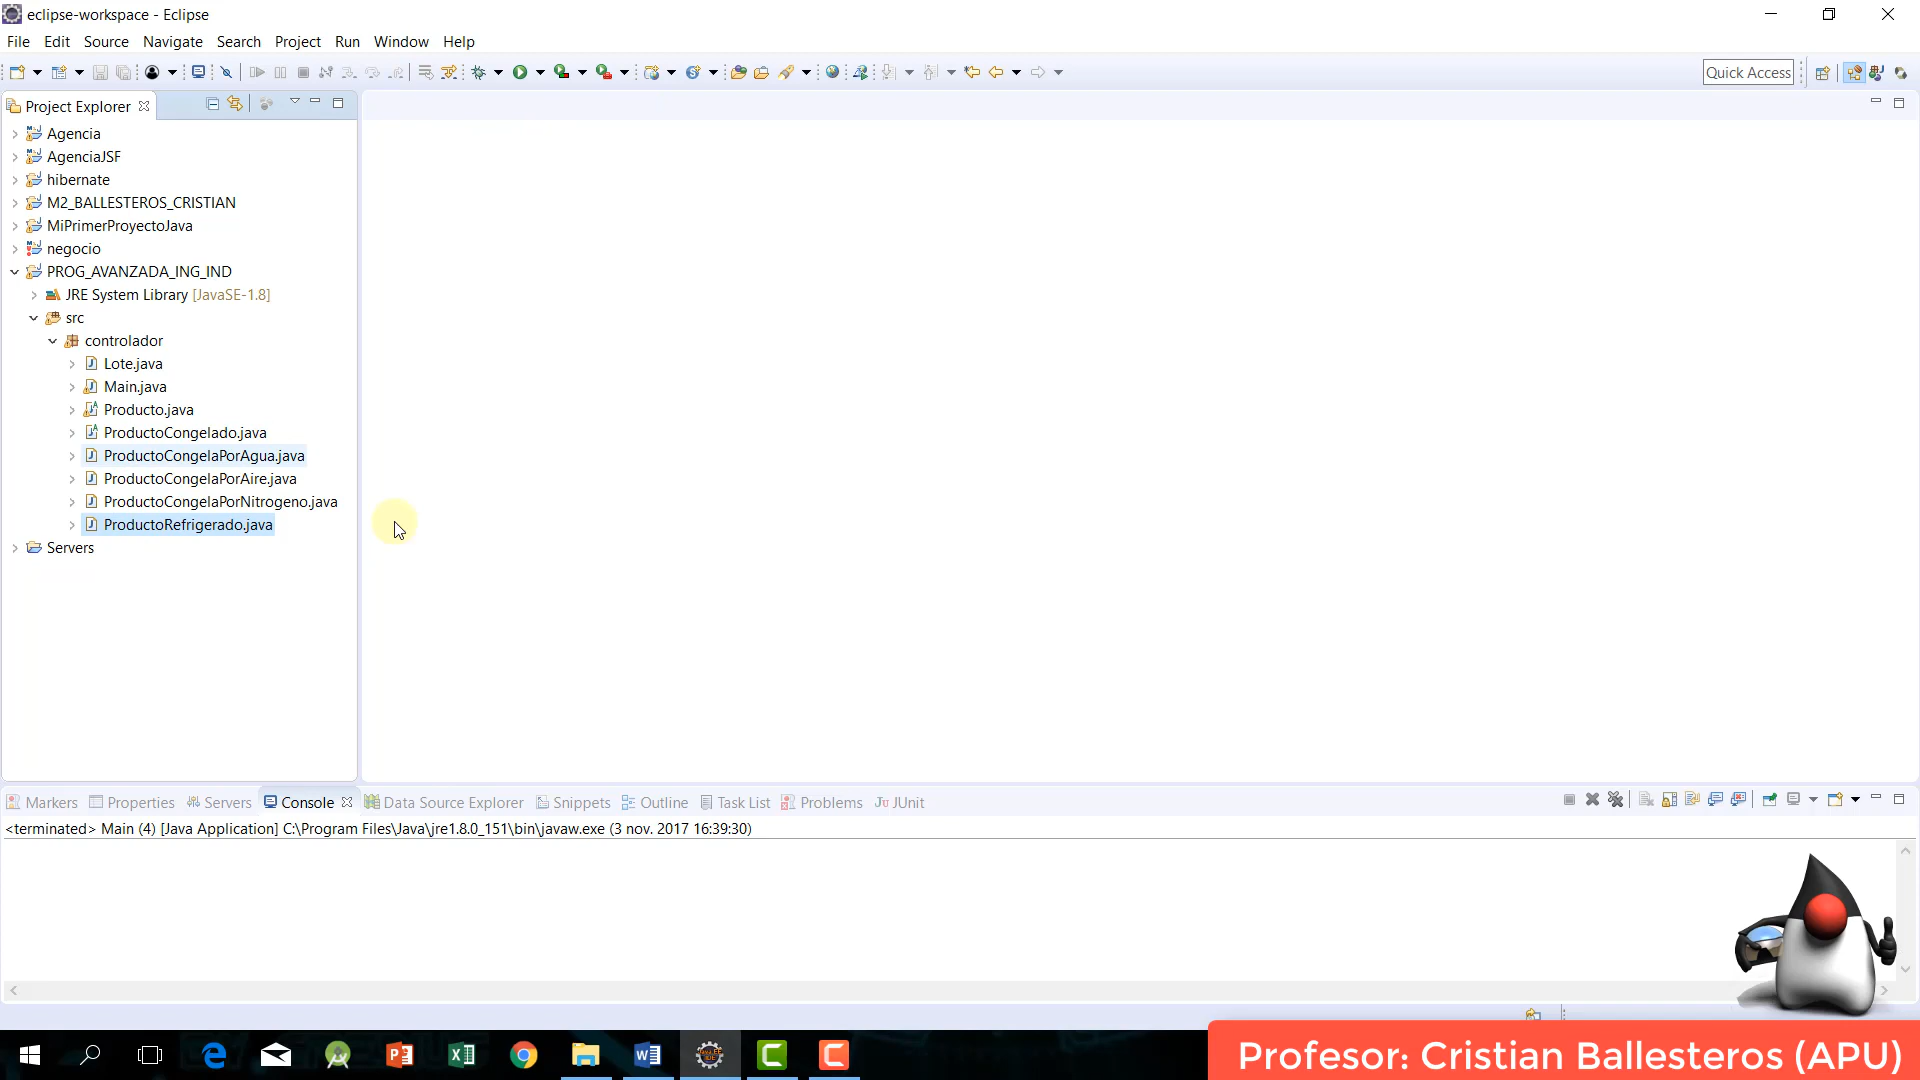 eclipse-workspace - Eclipse
File Edit Source Navigate Search Project Run Window Help
Quick Access
Project Explorer
Agencia
AgenciaJSF
hibernate
M2_BALLESTEROS_CRISTIAN
MiPrimerProyectoJava
negocio
PROG_AVANZADA_ING_IND
JRE System Library [JavaSE-1.8]
src
controlador
Lote.java
Main.java
Producto.java
ProductoCongelado.java
ProductoCongelaPorAgua.java
ProductoCongelaPorAire.java
ProductoCongelaPorNitrogeno.java
ProductoRefrigerado.java
Servers
Markers Properties Servers Console Data Source Explorer Snippets Outline Task List Problems JUnit
<terminated> Main (4) [Java Application] C:\Program Files\Java\jre1.8.0_151\bin\javaw.exe (3 nov. 2017 16:39:30)
Profesor: Cristian Ballesteros (APU)